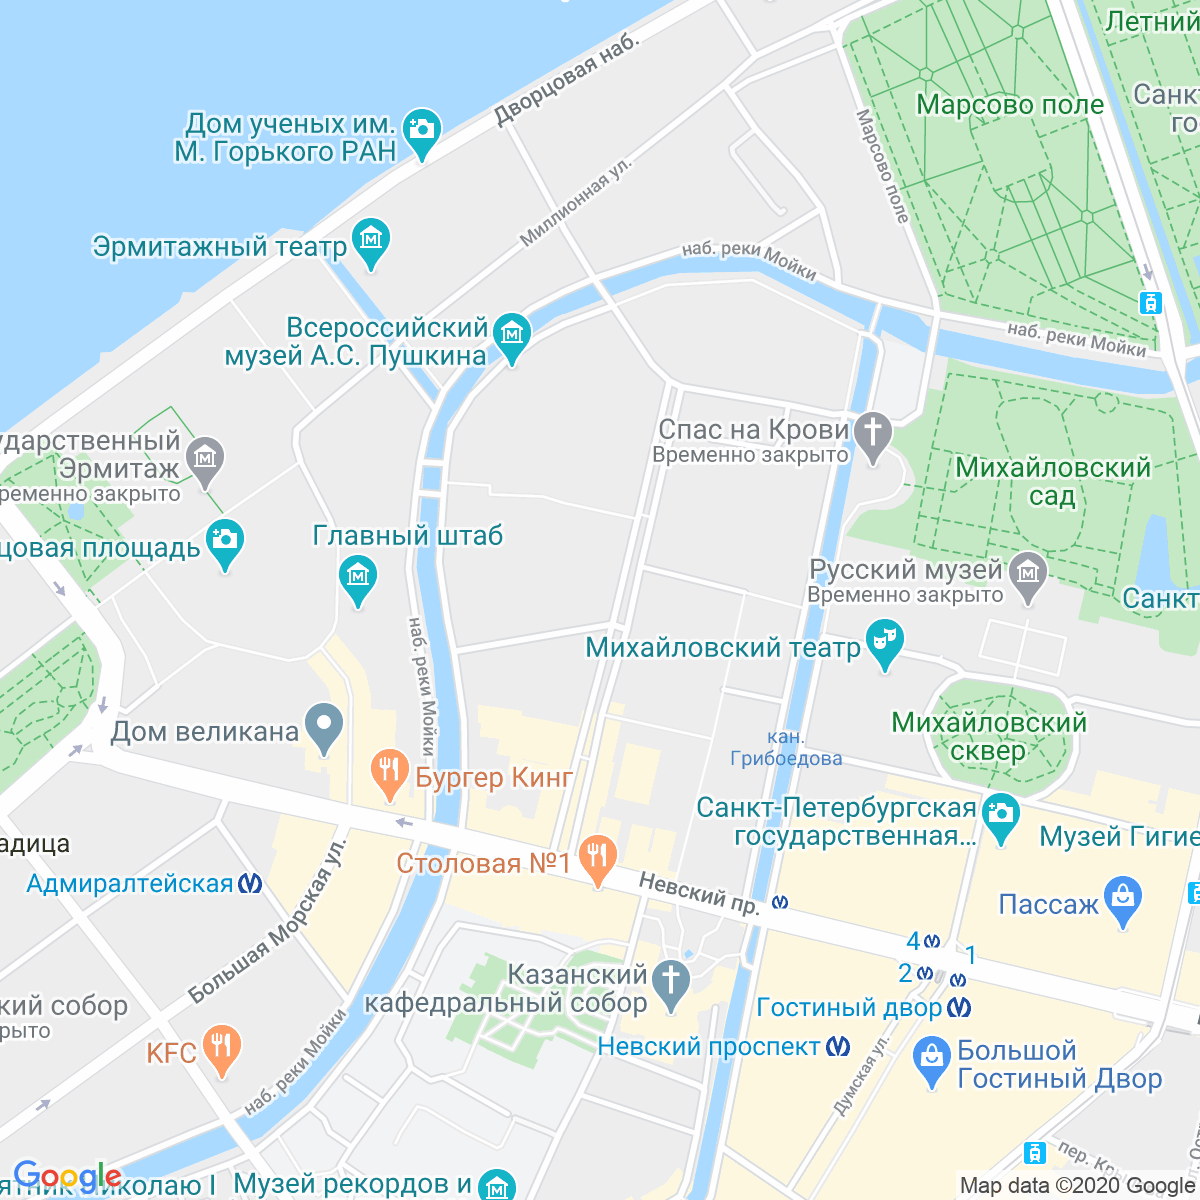 Летний
Санкт
го
Марсово поле
Дворцовая наб.
Дом ученых им.
М. Горького РАН
Марсово поле
Миллионная ул.
Эрмитажный театр
наб. реки Мойки
Всероссийский
музей А.С. Пушкина
наб. реки Мойки
Спас на Крови
Временно закрыто
ударственный
Эрмитаж
ременно закрыто
Михайловский
сад
Главный штаб
цовая площадь
Русский музей
Временно закрыто
Санкт
Михайловский театр
наб. реки Мойки
Дом великана
Михайловский
сквер
кан.
Грибоедова
Бургер Кинг
Санкт-Петербургская
государственная...
Музей Гигие
адица
Столовая №1
Адмиралтейская
Невский пр.
Пассаж
Большая Морская ул.
4
1
2
Казанский
кафедральный собор
Гостиный двор
кий собор
крыто
Невский проспект
KFC
Большой
Гостиный Двор
Думская ул.
наб. реки Мойки
пер. Кры
Google
ятник Николаю I
Музей рекордов и
Map data ©2020 Google